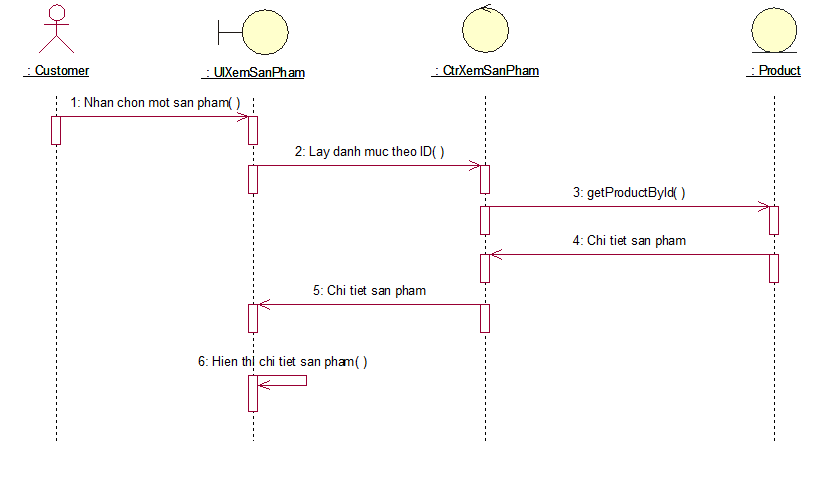 : Customer
: UIXemSanPham
: CtrXemSanPham
: Product
1: Nhan chon mot san pham( )
2: Lay danh muc theo ID( )
3: getProductById( )
4: Chi tiet san pham
5: Chi tiet san pham
6: Hien thi chi tiet san pham( )